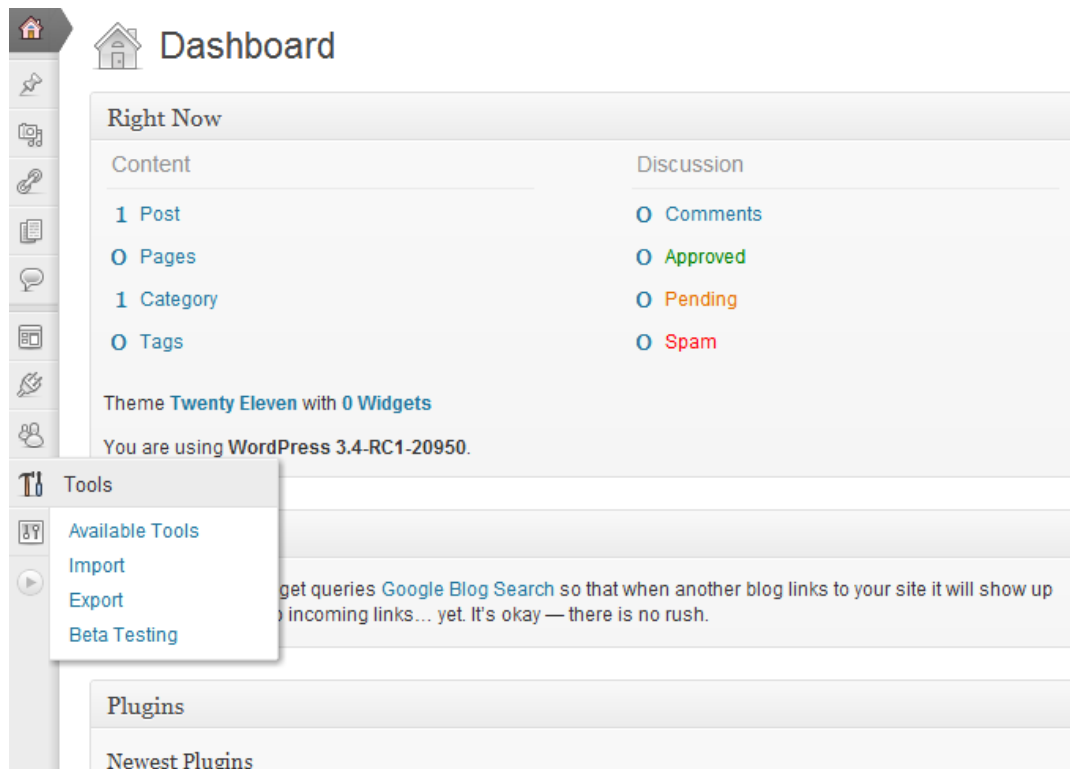 Dashboard
Right Now
Content
Discussion
1 Post
0 Comments
0 Pages
0 Approved
1 Category
0 Pending
0 Tags
0 Spam
Theme Twenty Eleven with 0 Widgets
You are using WordPress 3.4-RC1-20950.
Tools
Available Tools
Import
Export
Beta Testing
get queries Google Blog Search so that when another blog links to your site it will show up
incoming links... yet. It's okay — there is no rush.
Plugins
Newest Plugins